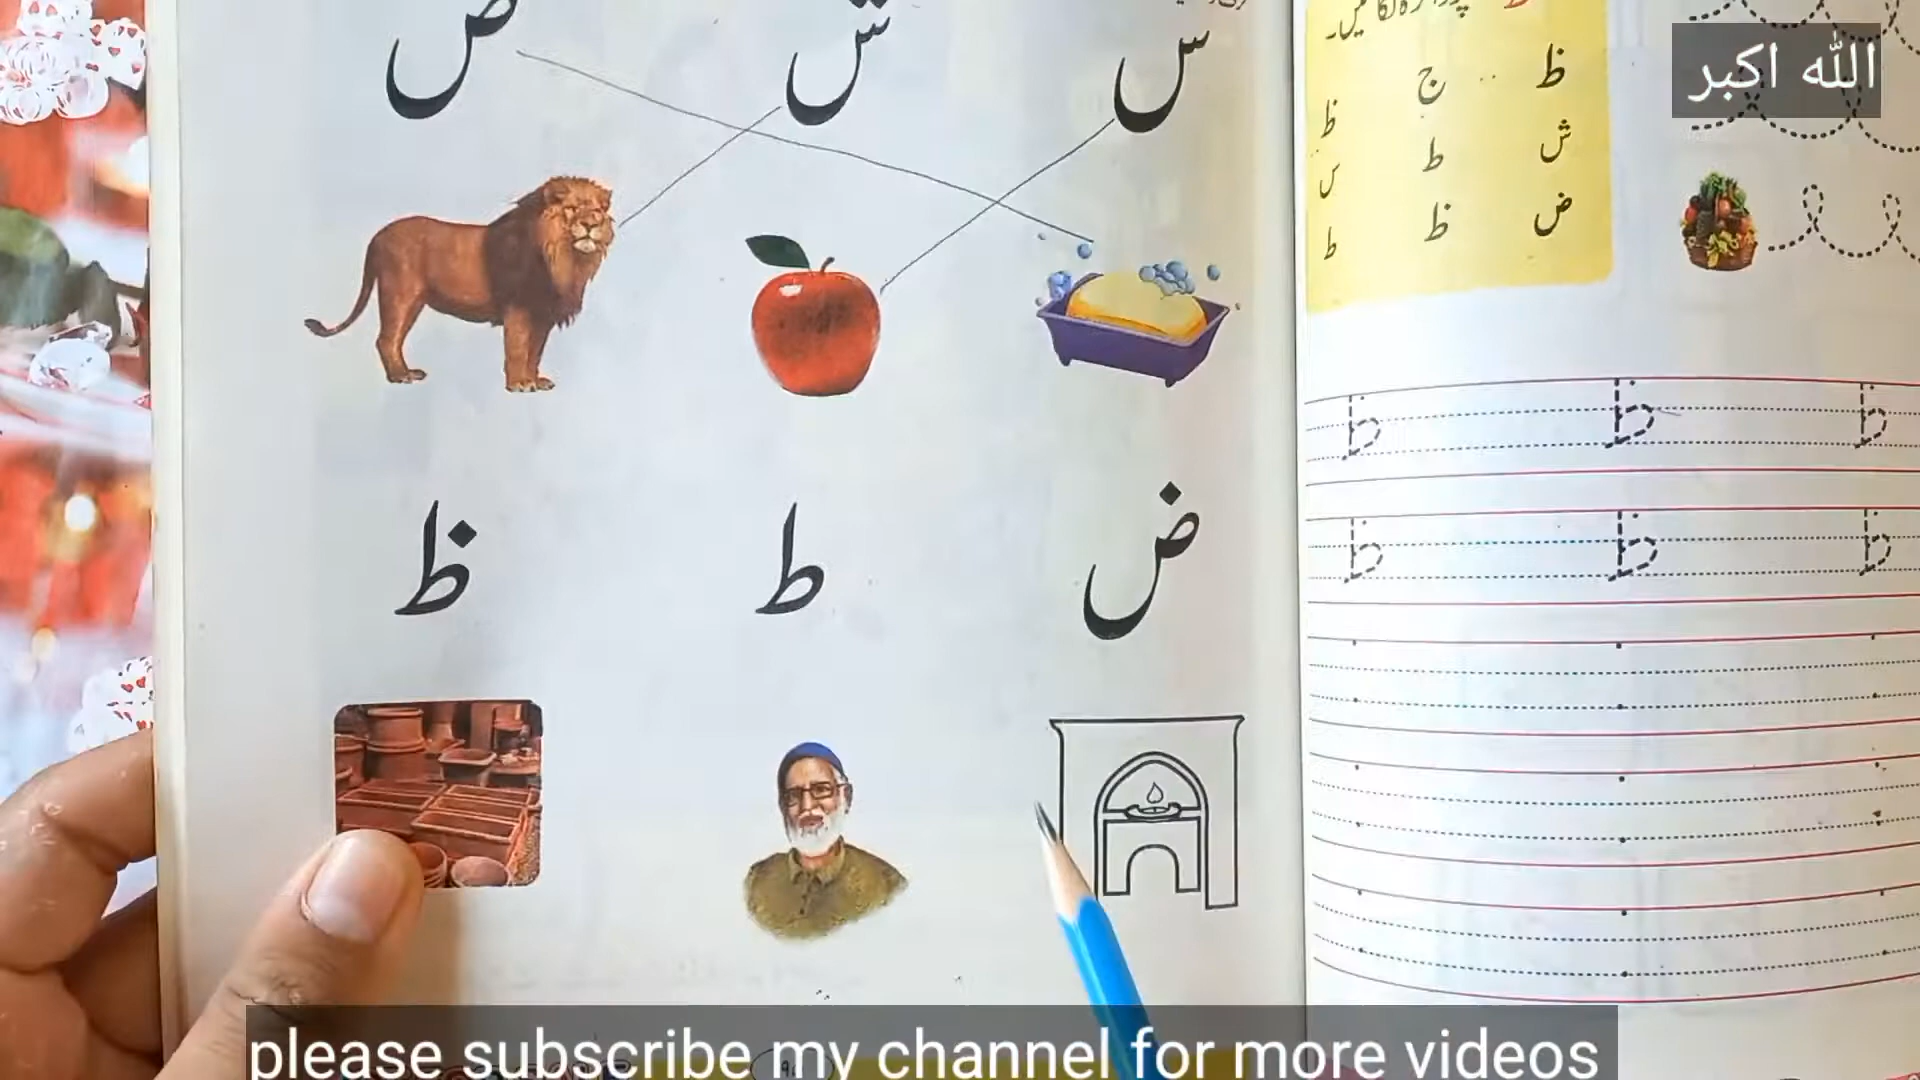 س ش ص
ض ط ظ
ظ ج ظ
ش ط س
ض ظ ط
ظ ظ ظ
ظ ظ ظ
الله اکبر
please subscribe my channel for more videos